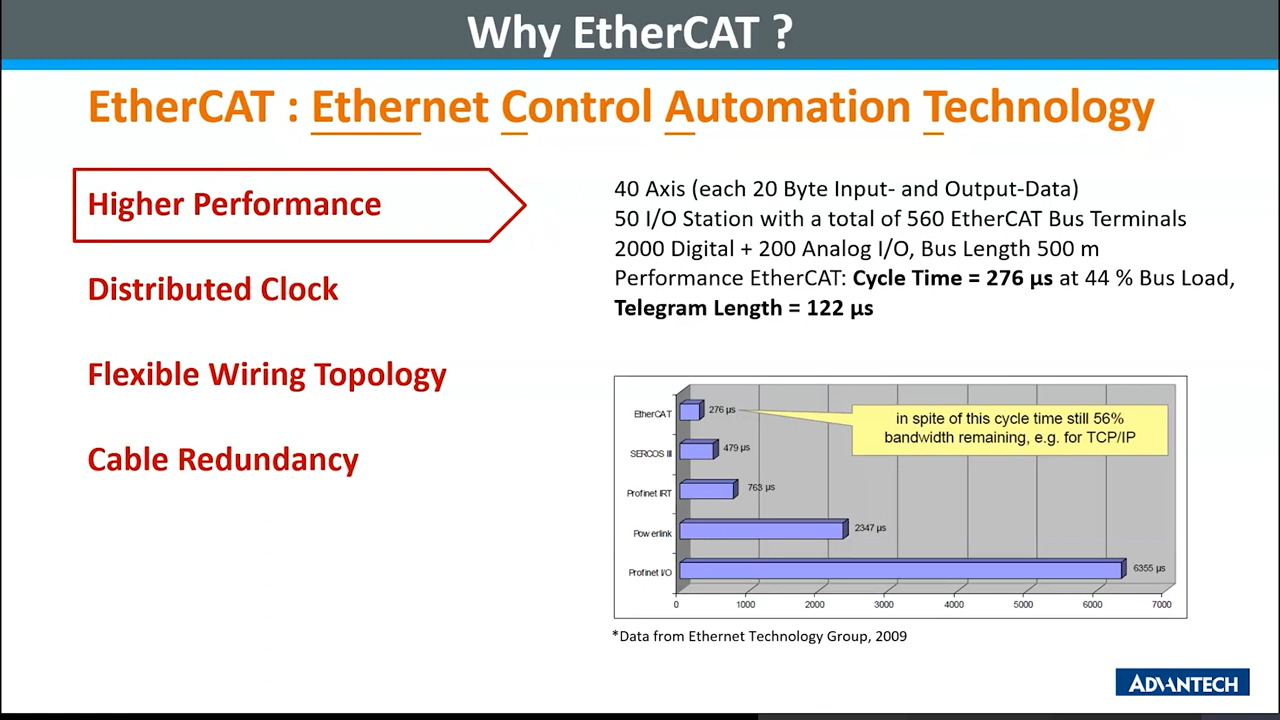 Why EtherCAT ?
EtherCAT : Ethernet Control Automation Technology
Higher Performance
Distributed Clock
Flexible Wiring Topology
Cable Redundancy
40 Axis (each 20 Byte Input- and Output-Data)
50 I/O Station with a total of 560 EtherCAT Bus Terminals
2000 Digital + 200 Analog I/O, Bus Length 500 m
Performance EtherCAT: Cycle Time = 276 µs at 44 % Bus Load,
Telegram Length = 122 µs
EtherCAT 276 µs
in spite of this cycle time still 56%
bandwidth remaining, e.g. for TCP/IP
SERCOS III 479 µs
Profinet IRT 763 µs
Powerlink 2347 µs
Profinet I/O 6355 µs
0 1000 2000 3000 4000 5000 6000 7000
*Data from Ethernet Technology Group, 2009
ADVANTECH